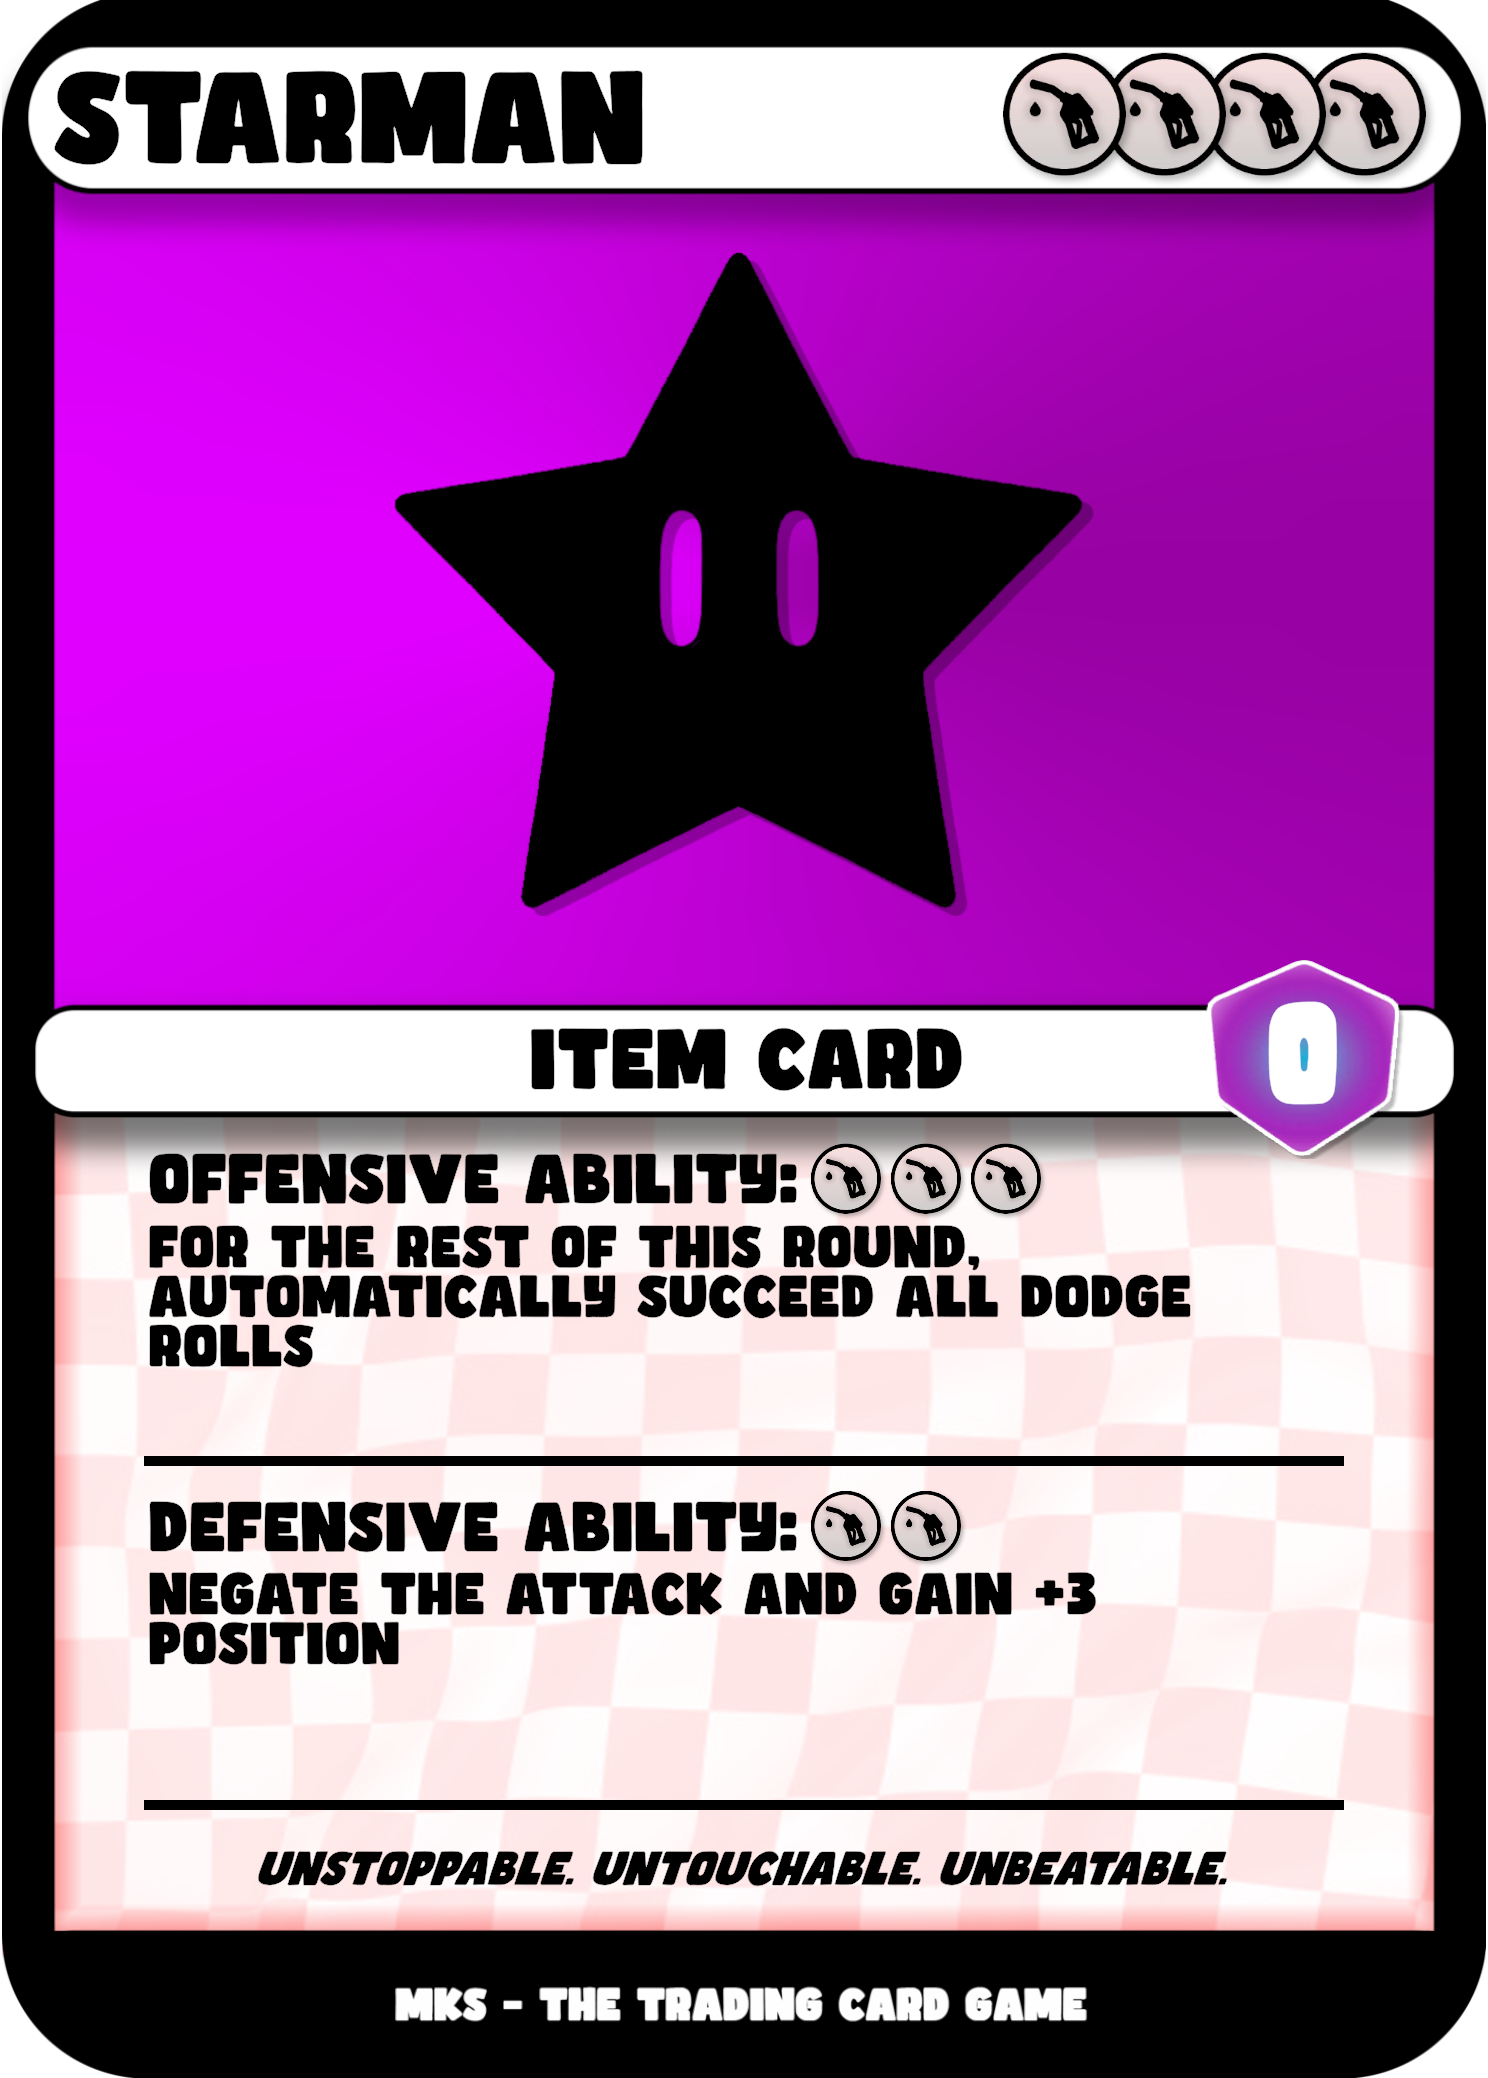 STARMAN
ITEM CARD
0
OFFENSIVE ABILITY:
FOR THE REST OF THIS ROUND,
AUTOMATICALLY SUCCEED ALL DODGE
ROLLS
DEFENSIVE ABILITY:
NEGATE THE ATTACK AND GAIN +3
POSITION
UNSTOPPABLE. UNTOUCHABLE. UNBEATABLE.
MKS - THE TRADING CARD GAME